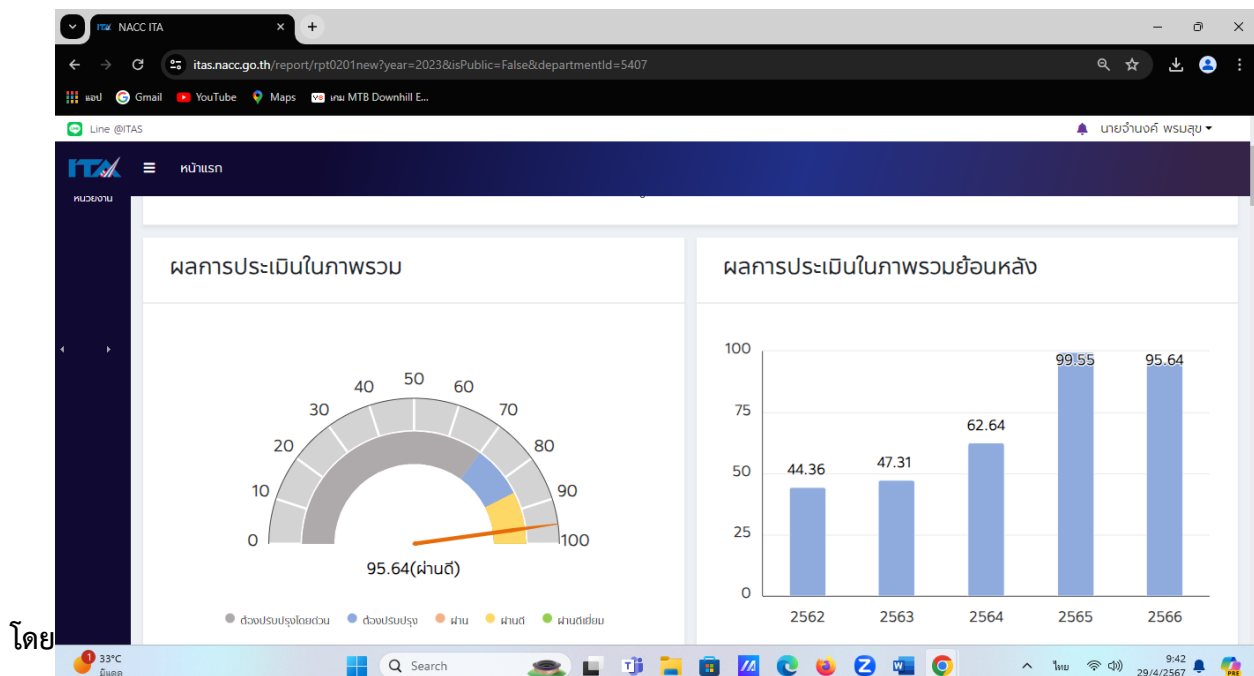 ITA NACC ITA
itas.nacc.go.th/report/rpt0201new?year=2023&isPublic=False&departmentId=5407
แอป Gmail YouTube Maps เกม MTB Downhill E...
Line @ITAS นายจำนงค์ พรมสุข
ITA หน้าแรก
หน่วยงาน
ผลการประเมินในภาพรวม
0
10
20
30
40
50
60
70
80
90
100
95.64(ผ่านดี)
ต้องปรับปรุงโดยด่วน ต้องปรับปรุง ผ่าน ผ่านดี ผ่านดีเยี่ยม
ผลการประเมินในภาพรวมย้อนหลัง
100
75
50
25
0
44.36
47.31
62.64
99.55
95.64
2562 2563 2564 2565 2566
โดย
1 33°C
มีแดด
Search
ไทย
9:42
29/4/2567
PRE